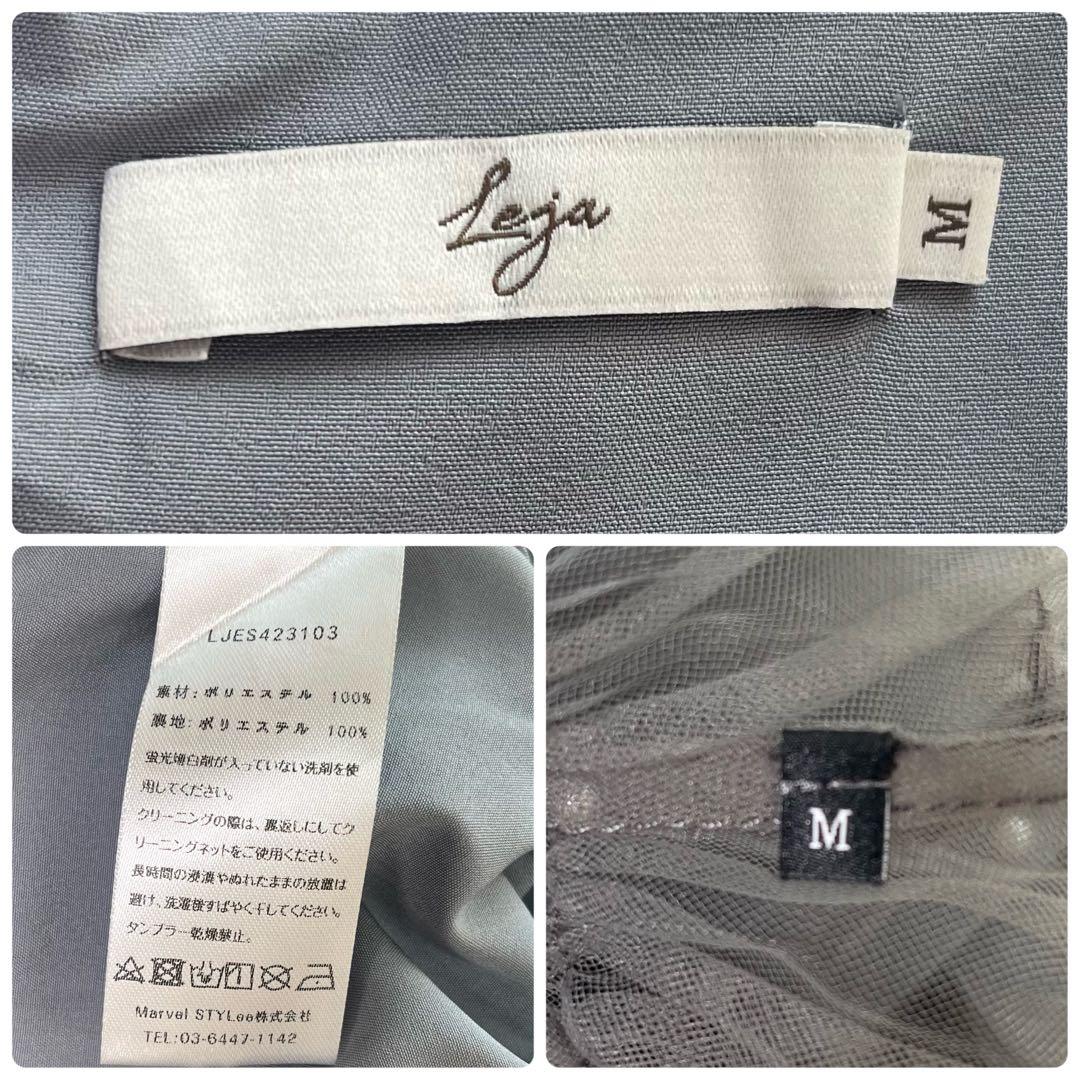 Leja
M
LJES423103
素材:ポリエステル 100%
裏地:ポリエステル 100%
蛍光増白剤が入っていない洗剤を使
用してください。
クリーニングの際は、裏返しにしてク
リーニングネットをご使用ください。
長時間の浸漬やぬれたままの放置は
避け、洗濯後すばやく干してください。
タンブラー乾燥禁止。
Marvel STYLee株式会社
TEL:03-6447-1142
M